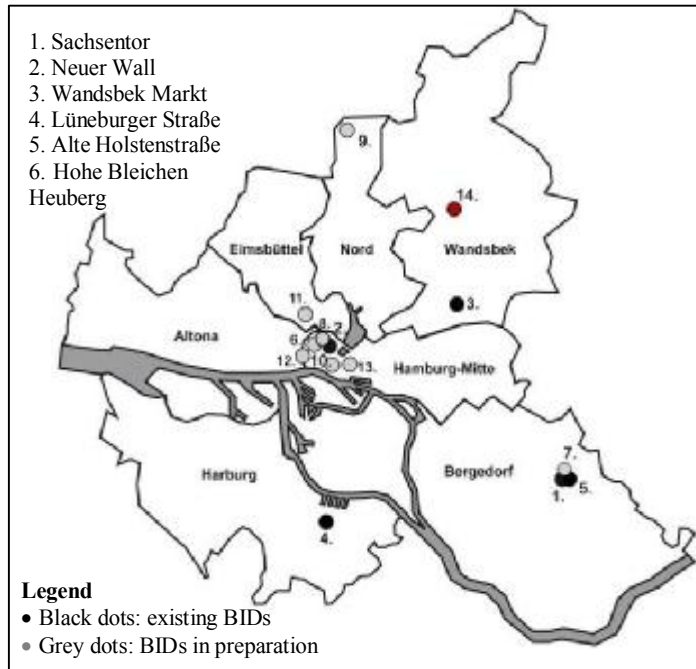 1. Sachsentor
2. Neuer Wall
3. Wandsbek Markt
4. Lüneburger Straße
5. Alte Holstenstraße
6. Hohe Bleichen
Heuberg
9.
14.
Eimsbüttel
Nord
Wandsbek
11.
3.
8.
2.
Altona
6.
12.
10.
13.
Hamburg-Mitte
7.
Harburg
Bergedorf
1.
5.
4.
Legend
• Black dots: existing BIDs
• Grey dots: BIDs in preparation